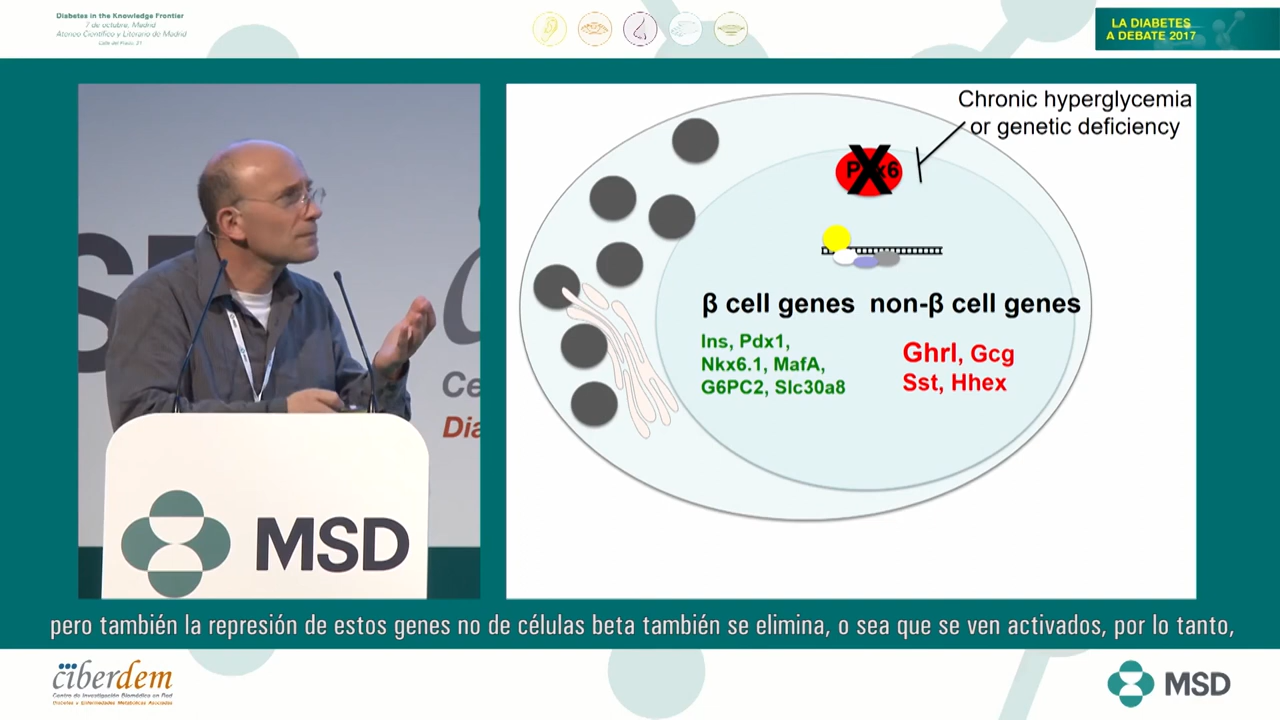 Diabetes in the Knowledge Frontier
7 de octubre, Madrid
Ateneo Científico y Literario de Madrid
Calle del Prado, 21
LA DIABETES
A DEBATE 2017
Chronic hyperglycemia
or genetic deficiency
Pax6
β cell genes non-β cell genes
Ins, Pdx1,
Nkx6.1, MafA,
G6PC2, Slc30a8
Ghrl, Gcg
Sst, Hhex
Ce
Dia
MSD
pero también la represión de estos genes no de células beta también se elimina, o sea que se ven activados, por lo tanto,
ciberdem
Centro de Investigación Biomédica en Red
Diabetes y Enfermedades Metabólicas Asociadas
MSD